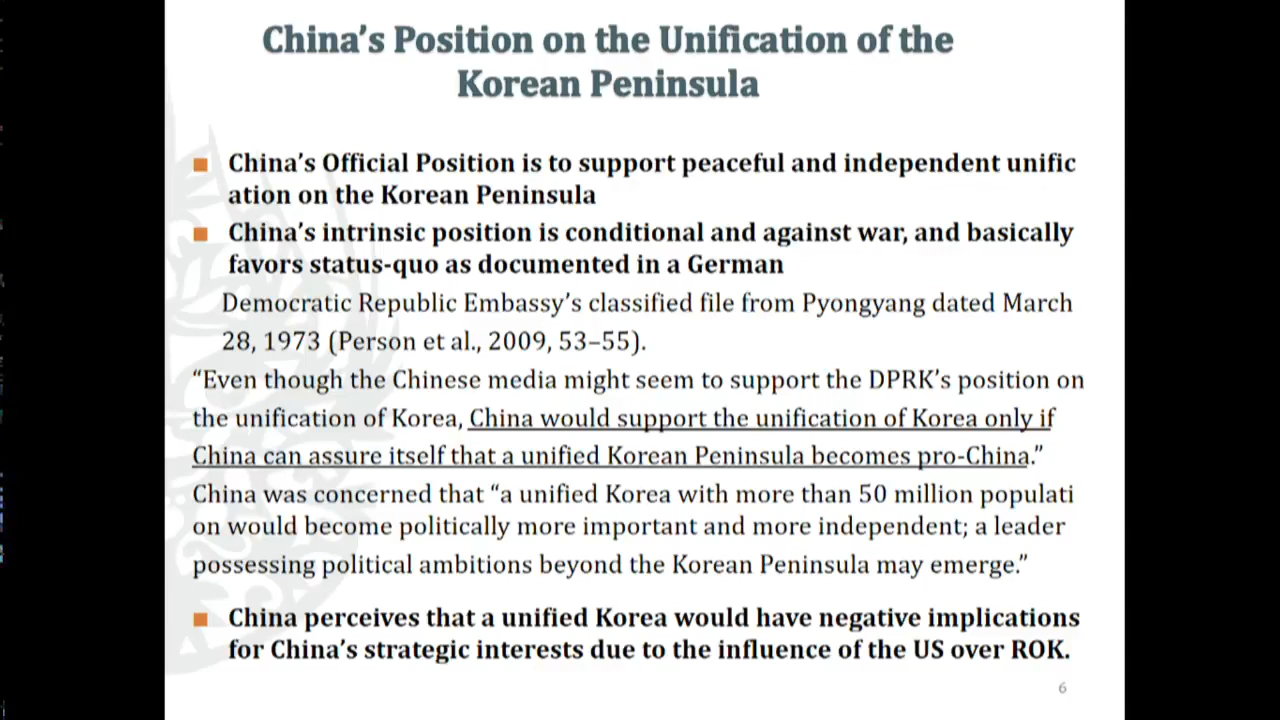 China's Position on the Unification of the
Korean Peninsula
China's Official Position is to support peaceful and independent unific
ation on the Korean Peninsula
China's intrinsic position is conditional and against war, and basically
favors status-quo as documented in a German
Democratic Republic Embassy's classified file from Pyongyang dated March
28, 1973 (Person et al., 2009, 53–55).
“Even though the Chinese media might seem to support the DPRK's position on
the unification of Korea, China would support the unification of Korea only if
China can assure itself that a unified Korean Peninsula becomes pro-China.”
China was concerned that “a unified Korea with more than 50 million populati
on would become politically more important and more independent; a leader
possessing political ambitions beyond the Korean Peninsula may emerge.”
China perceives that a unified Korea would have negative implications
for China's strategic interests due to the influence of the US over ROK.
6